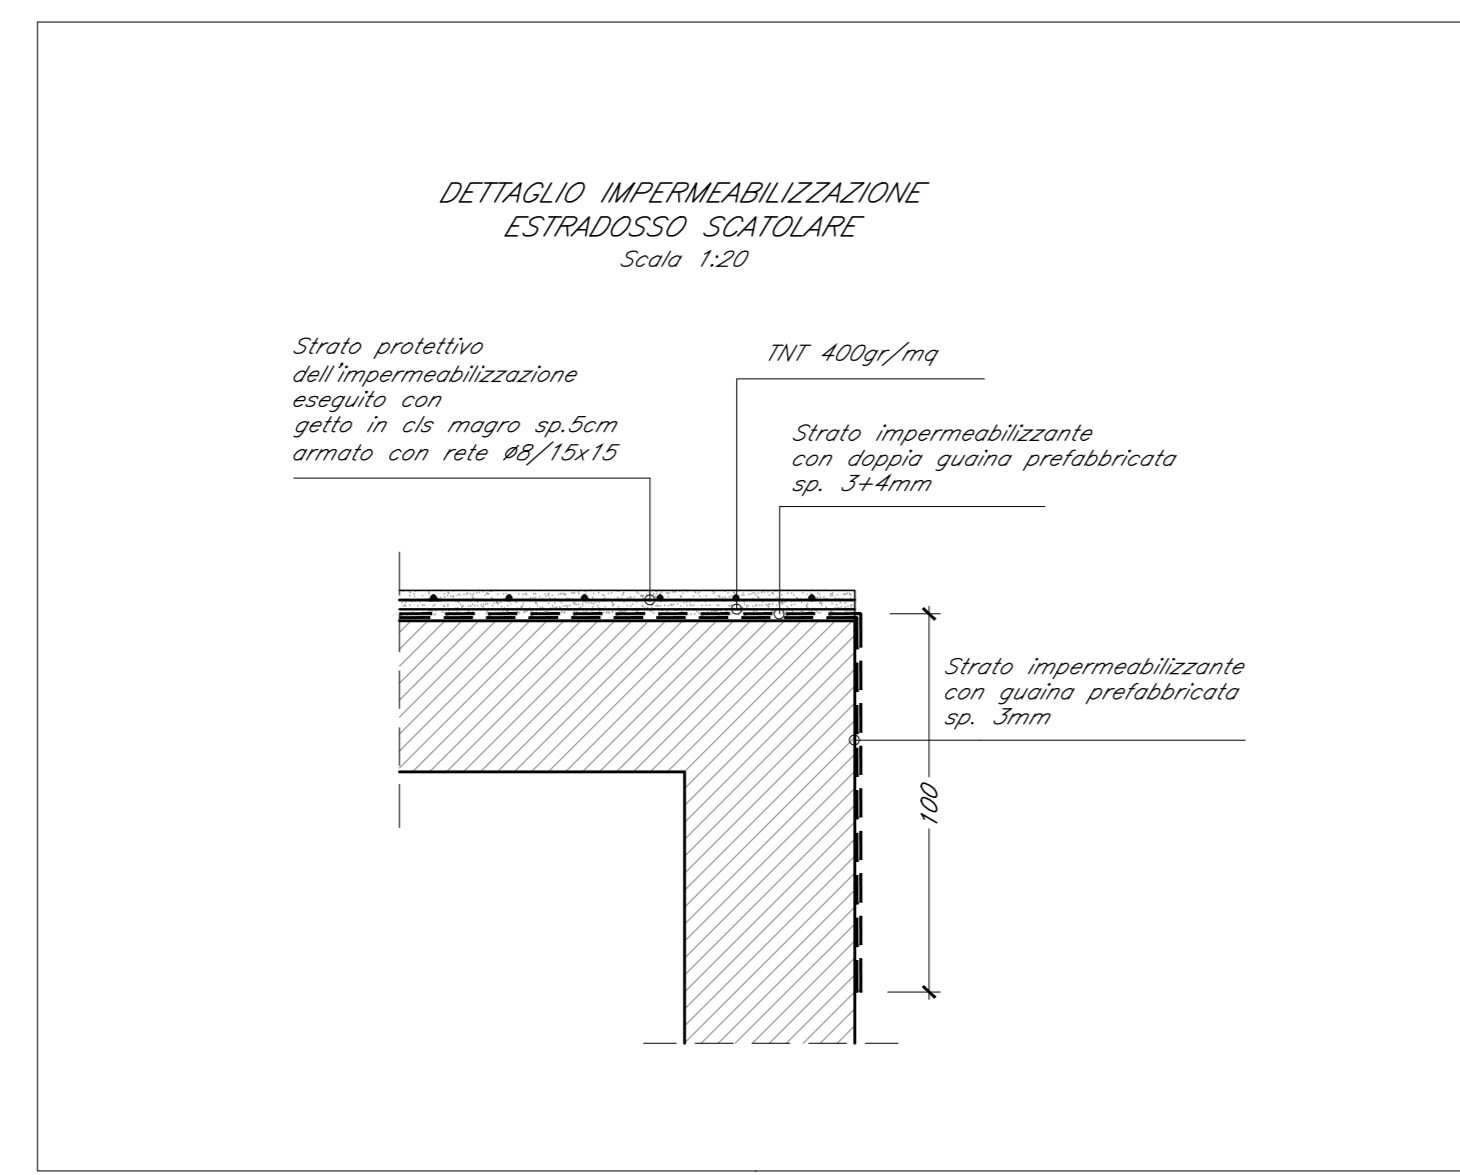 DETTAGLIO IMPERMEABILIZZAZIONE
ESTRADOSSO SCATOLARE
Scala 1:20
Strato protettivo
dell'impermeabilizzazione
eseguito con
getto in cls magro sp.5cm
armato con rete ø8/15x15
TNT 400gr/mq
Strato impermeabilizzante
con doppia guaina prefabbricata
sp. 3+4mm
Strato impermeabilizzante
con guaina prefabbricata
sp. 3mm
100